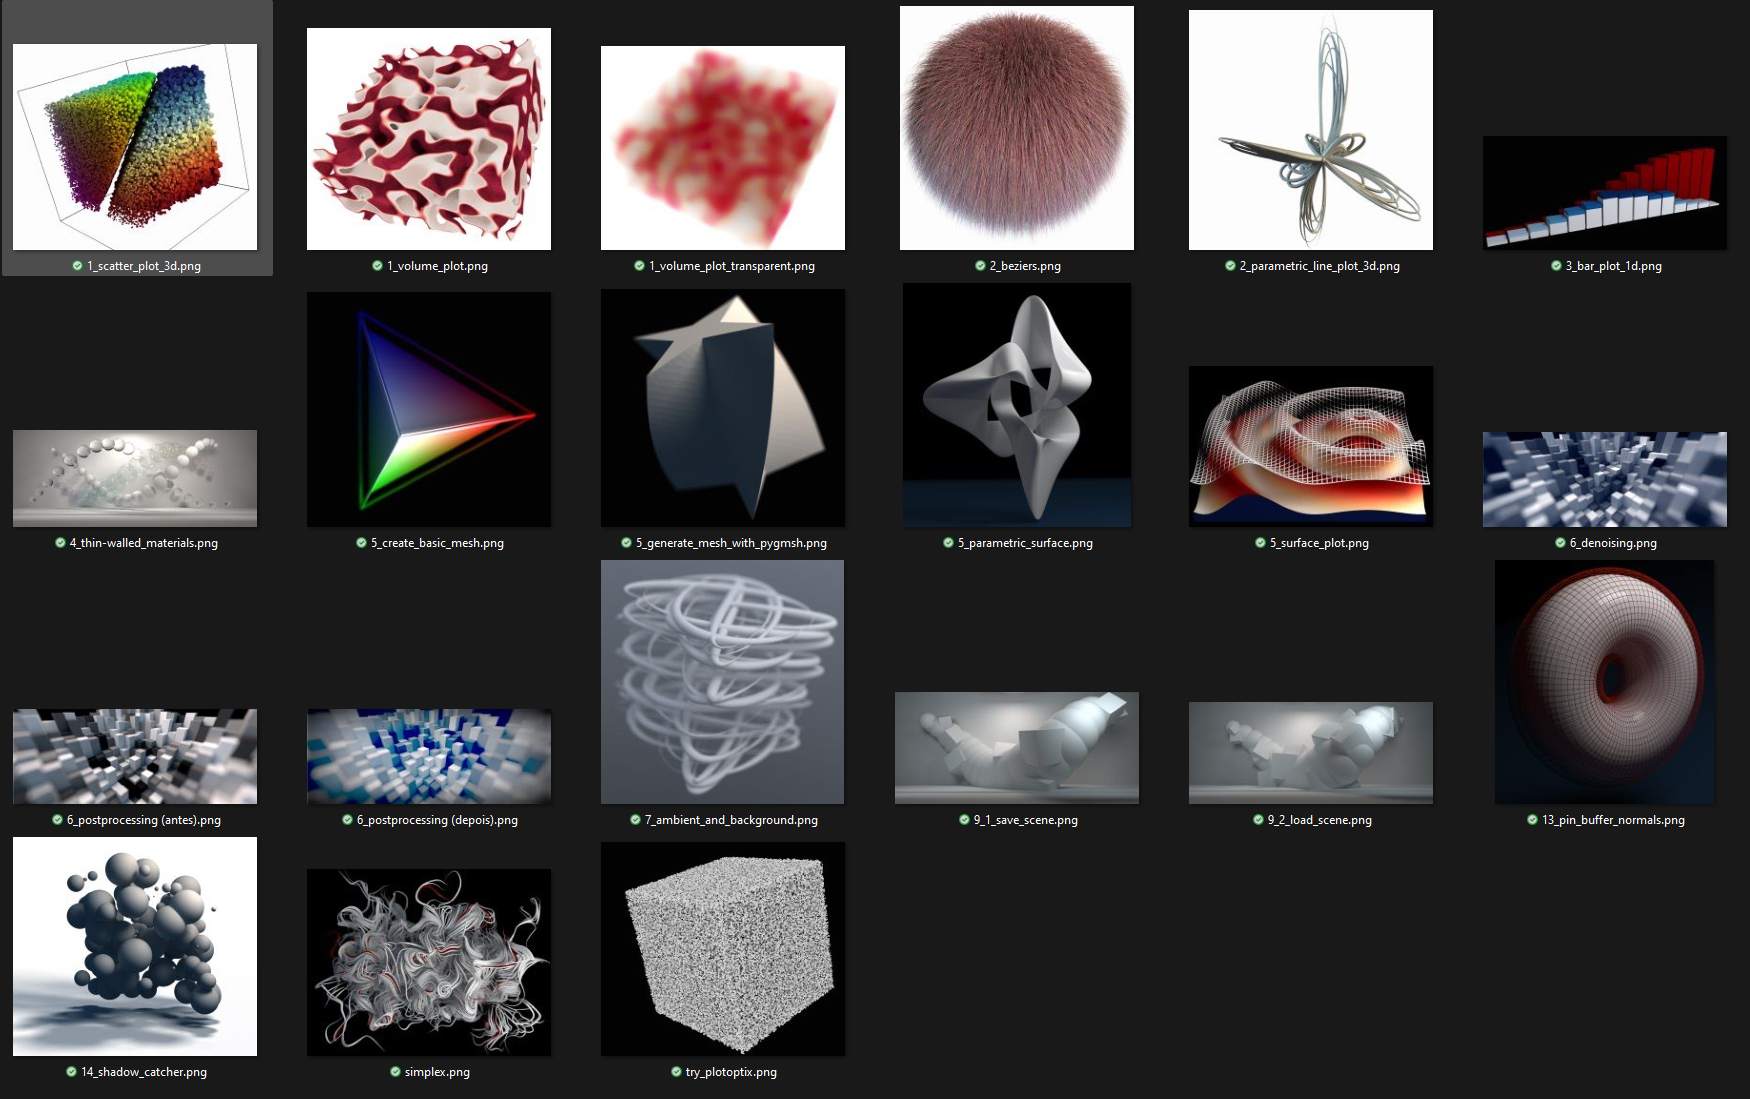 1_scatter_plot_3d.png
1_volume_plot.png
1_volume_plot_transparent.png
2_beziers.png
2_parametric_line_plot_3d.png
3_bar_plot_1d.png
4_thin-walled_materials.png
5_create_basic_mesh.png
5_generate_mesh_with_pygmsh.png
5_parametric_surface.png
5_surface_plot.png
6_denoising.png
6_postprocessing (antes).png
6_postprocessing (depois).png
7_ambient_and_background.png
9_1_save_scene.png
9_2_load_scene.png
13_pin_buffer_normals.png
14_shadow_catcher.png
simplex.png
try_plotoptix.png